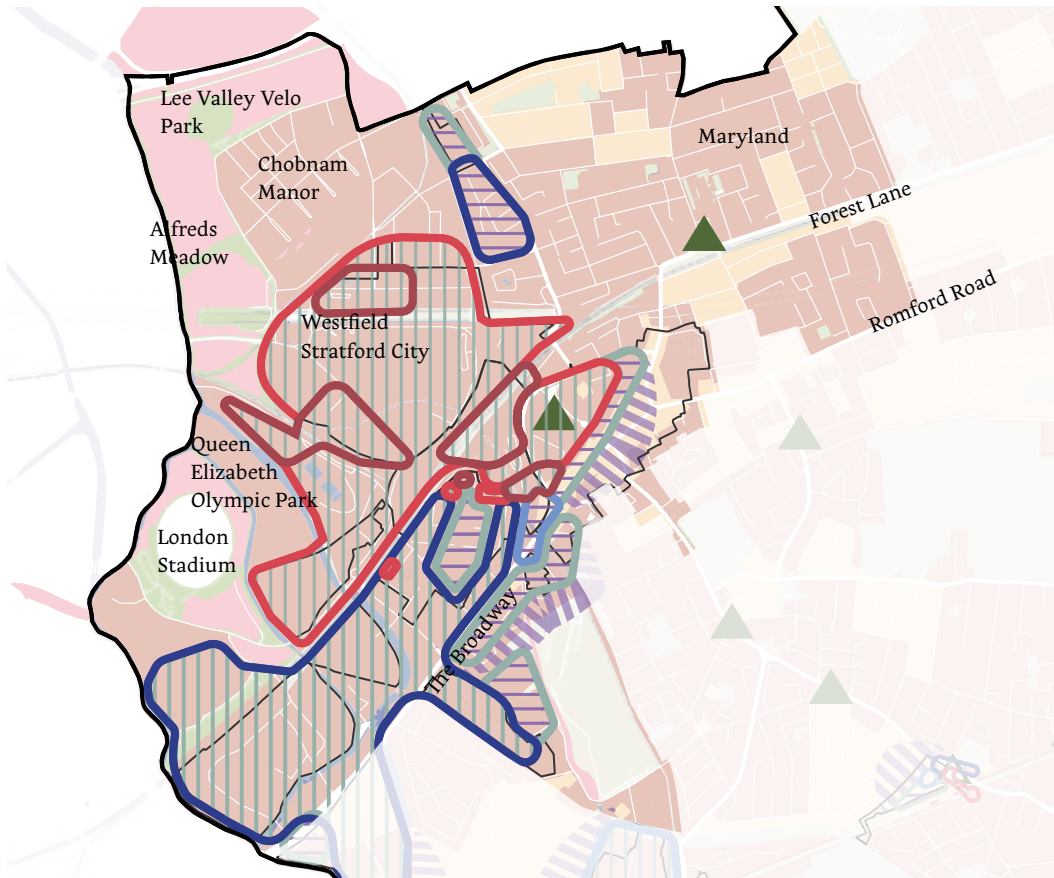 Lee Valley Velo
Park
Maryland
Chobnam
Manor
Forest Lane
Alfreds
Meadow
Romford Road
Westfield
Stratford City
Queen
Elizabeth
Olympic Park
London
Stadium
The Broadway